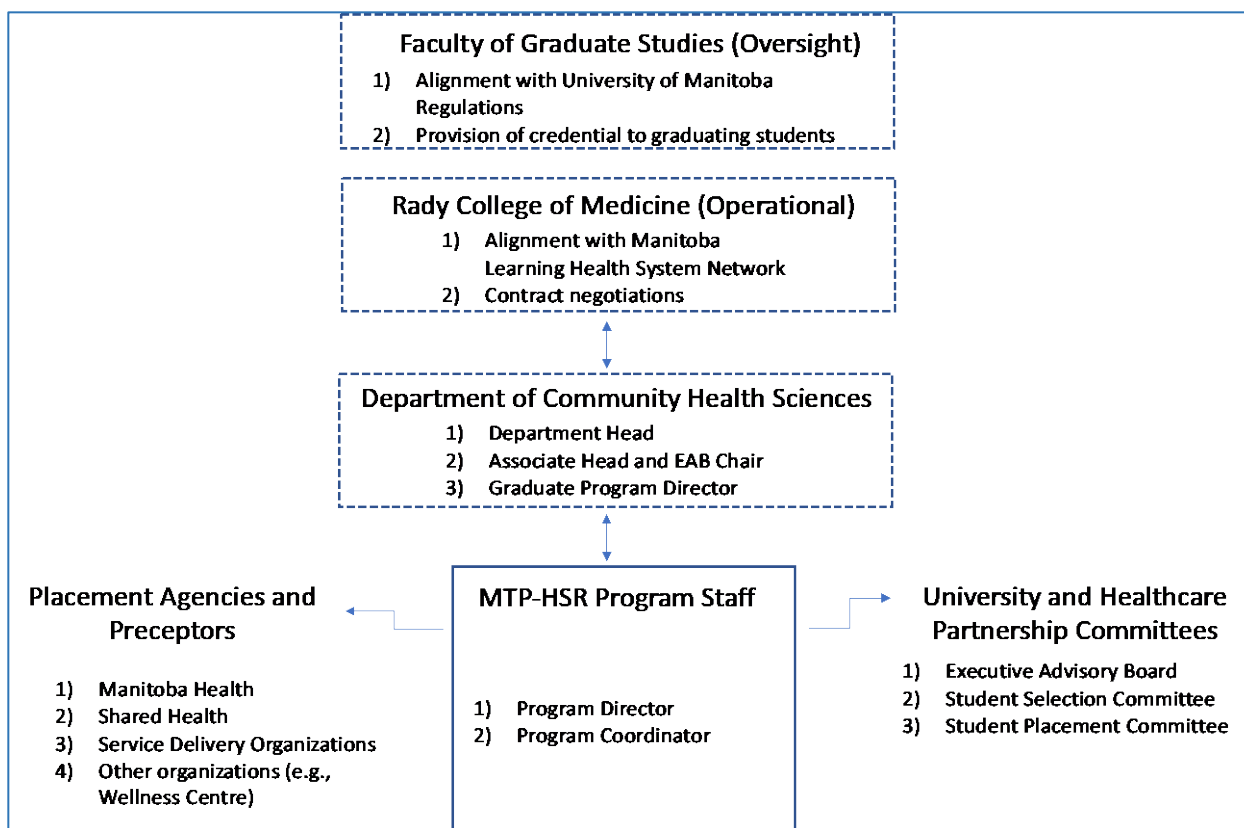 Faculty of Graduate Studies (Oversight)
1) Alignment with University of Manitoba
Regulations
2) Provision of credential to graduating students
Rady College of Medicine (Operational)
1) Alignment with Manitoba
Learning Health System Network
2) Contract negotiations
Department of Community Health Sciences
1) Department Head
2) Associate Head and EAB Chair
3) Graduate Program Director
Placement Agencies and
Preceptors
1) Manitoba Health
2) Shared Health
3) Service Delivery Organizations
4) Other organizations (e.g.,
Wellness Centre)
MTP-HSR Program Staff
1) Program Director
2) Program Coordinator
University and Healthcare
Partnership Committees
1) Executive Advisory Board
2) Student Selection Committee
3) Student Placement Committee